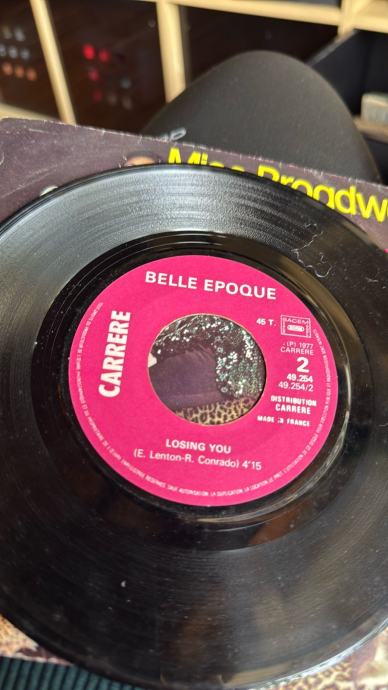 Miss Broadw
BELLE EPOQUE
CARRERE
45 T.
SACEM
(P) 1977
CARRERE
2
49.254
49.254/2
DISTRIBUTION
CARRERE
MADE IN FRANCE
LOSING YOU
(E. Lenton-R. Conrado) 4'15